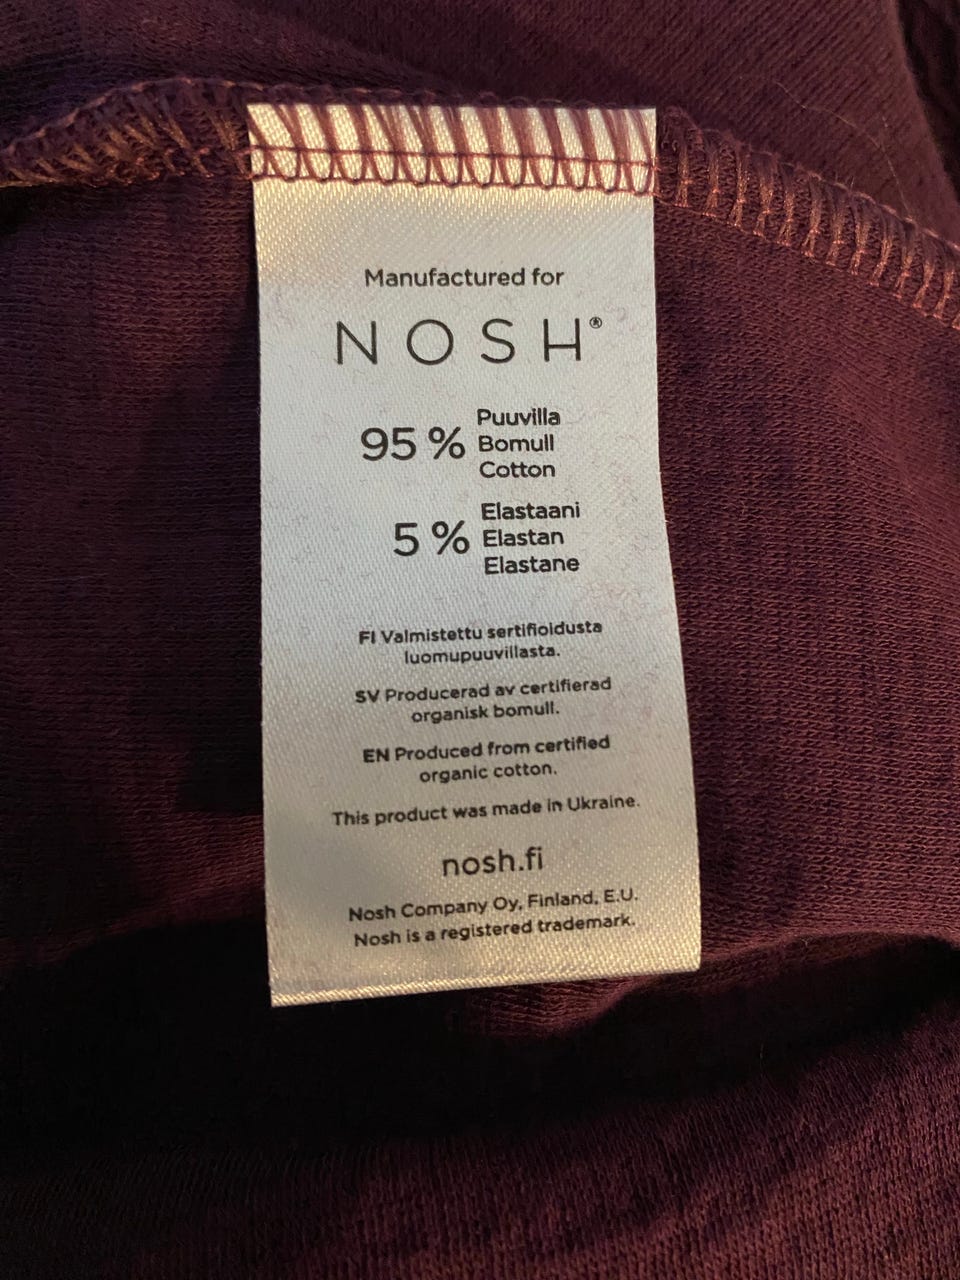 Manufactured for
NOSH®
95 % Puuvilla
Bomull
Cotton
5 % Elastaani
Elastan
Elastane
FI Valmistettu sertifioidusta
luomupuuvillasta.
SV Producerad av certifierad
organisk bomull.
EN Produced from certified
organic cotton.
This product was made in Ukraine.
nosh.fi
Nosh Company Oy, Finland, E.U.
Nosh is a registered trademark.